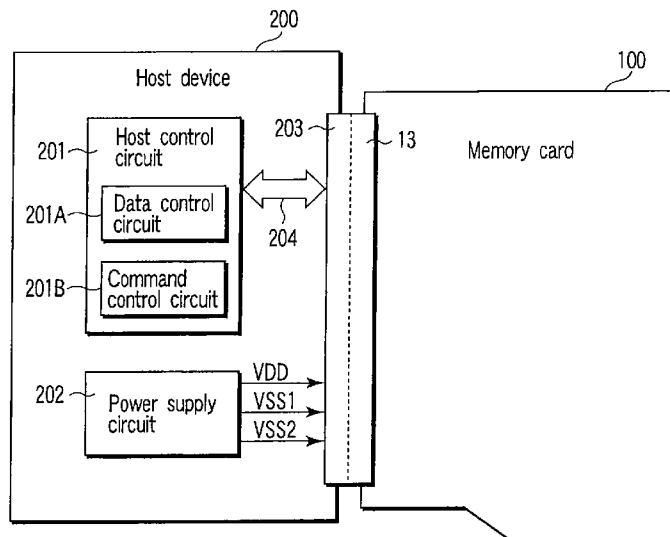 200
Host device
100
201
Host control
circuit
203
13
Memory card
201A
Data control
circuit
204
201B
Command
control circuit
202
Power supply
circuit
VDD
VSS1
VSS2